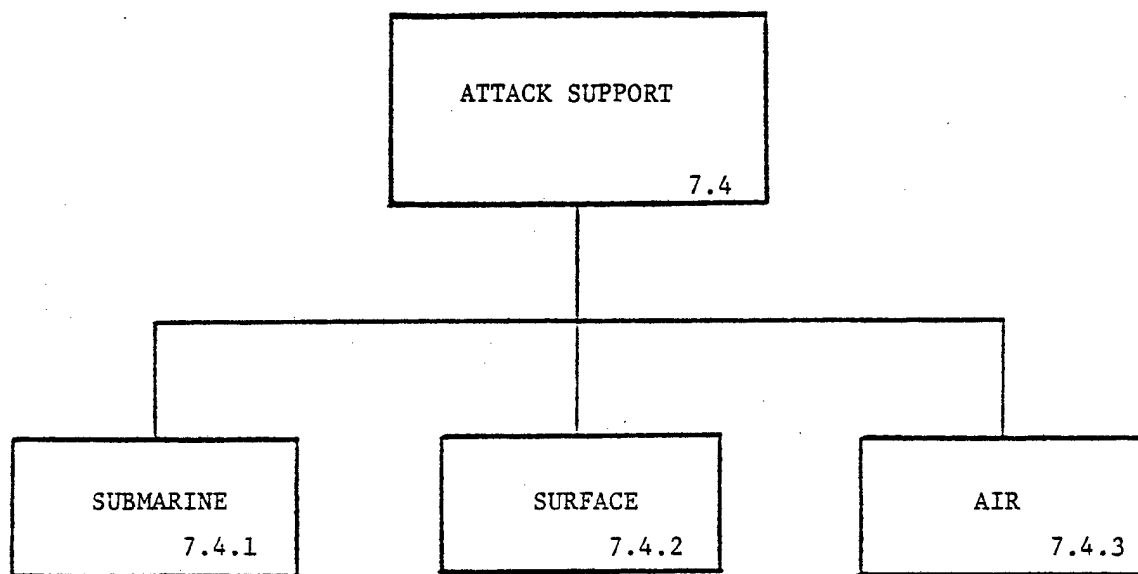 ATTACK SUPPORT
7.4
SUBMARINE
7.4.1
SURFACE
7.4.2
AIR
7.4.3